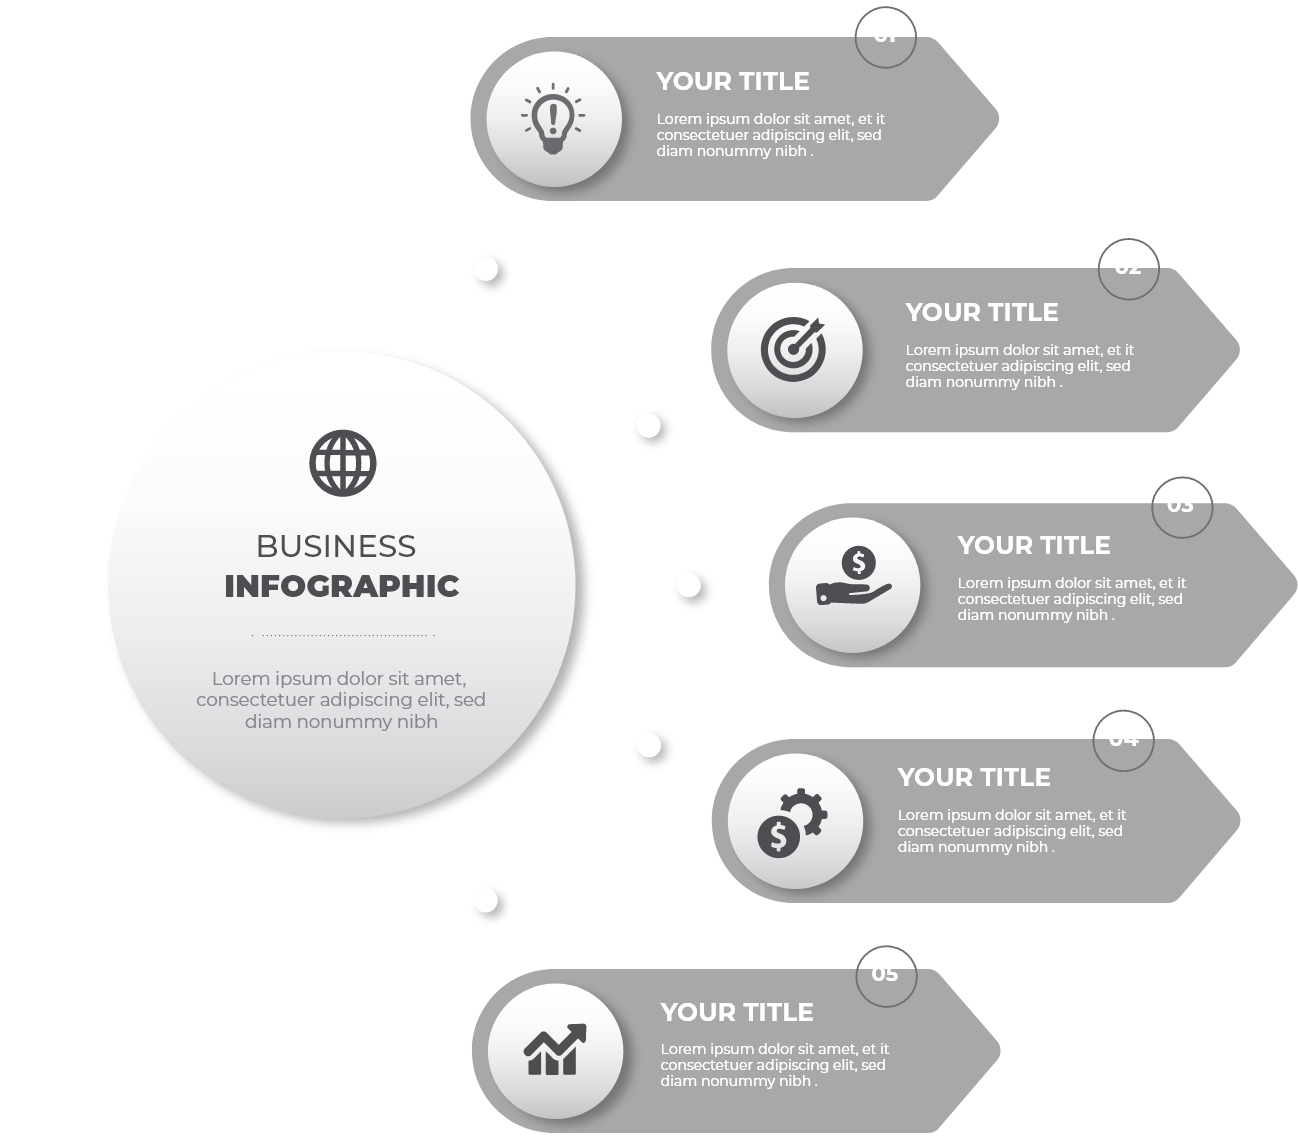 BUSINESS
INFOGRAPHIC
Lorem ipsum dolor sit amet,
consectetuer adipiscing elit, sed
diam nonummy nibh
01
YOUR TITLE
Lorem ipsum dolor sit amet, et it
consectetuer adipiscing elit, sed
diam nonummy nibh .
02
YOUR TITLE
Lorem ipsum dolor sit amet, et it
consectetuer adipiscing elit, sed
diam nonummy nibh .
03
YOUR TITLE
Lorem ipsum dolor sit amet, et it
consectetuer adipiscing elit, sed
diam nonummy nibh .
04
YOUR TITLE
Lorem ipsum dolor sit amet, et it
consectetuer adipiscing elit, sed
diam nonummy nibh .
05
YOUR TITLE
Lorem ipsum dolor sit amet, et it
consectetuer adipiscing elit, sed
diam nonummy nibh .